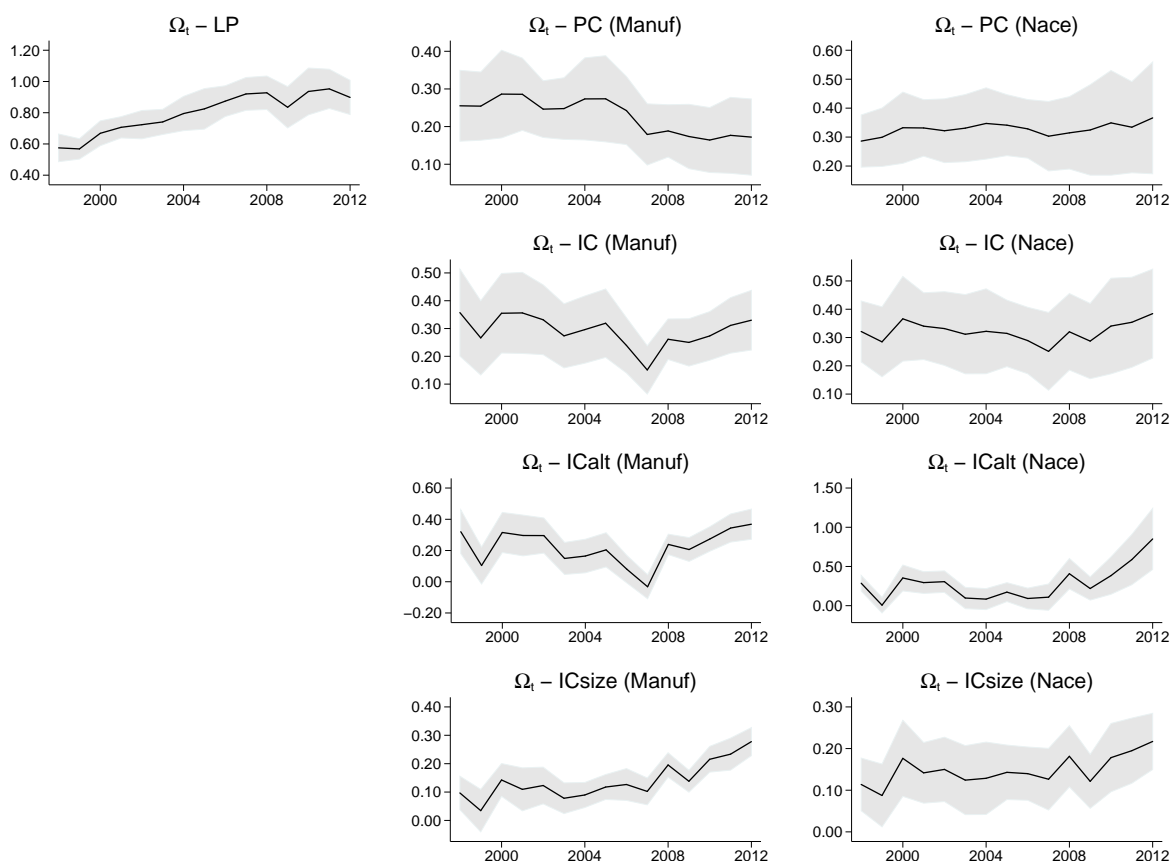 Ωt – LP
1.20
1.00
0.80
0.60
0.40
2000 2004 2008 2012
Ωt – PC (Manuf)
0.40
0.30
0.20
0.10
2000 2004 2008 2012
Ωt – PC (Nace)
0.60
0.50
0.40
0.30
0.20
2000 2004 2008 2012
Ωt – IC (Manuf)
0.50
0.40
0.30
0.20
0.10
2000 2004 2008 2012
Ωt – IC (Nace)
0.50
0.40
0.30
0.20
0.10
2000 2004 2008 2012
Ωt – ICalt (Manuf)
0.60
0.40
0.20
0.00
−0.20
2000 2004 2008 2012
Ωt – ICalt (Nace)
1.50
1.00
0.50
0.00
2000 2004 2008 2012
Ωt – ICsize (Manuf)
0.40
0.30
0.20
0.10
0.00
2000 2004 2008 2012
Ωt – ICsize (Nace)
0.30
0.20
0.10
0.00
2000 2004 2008 2012